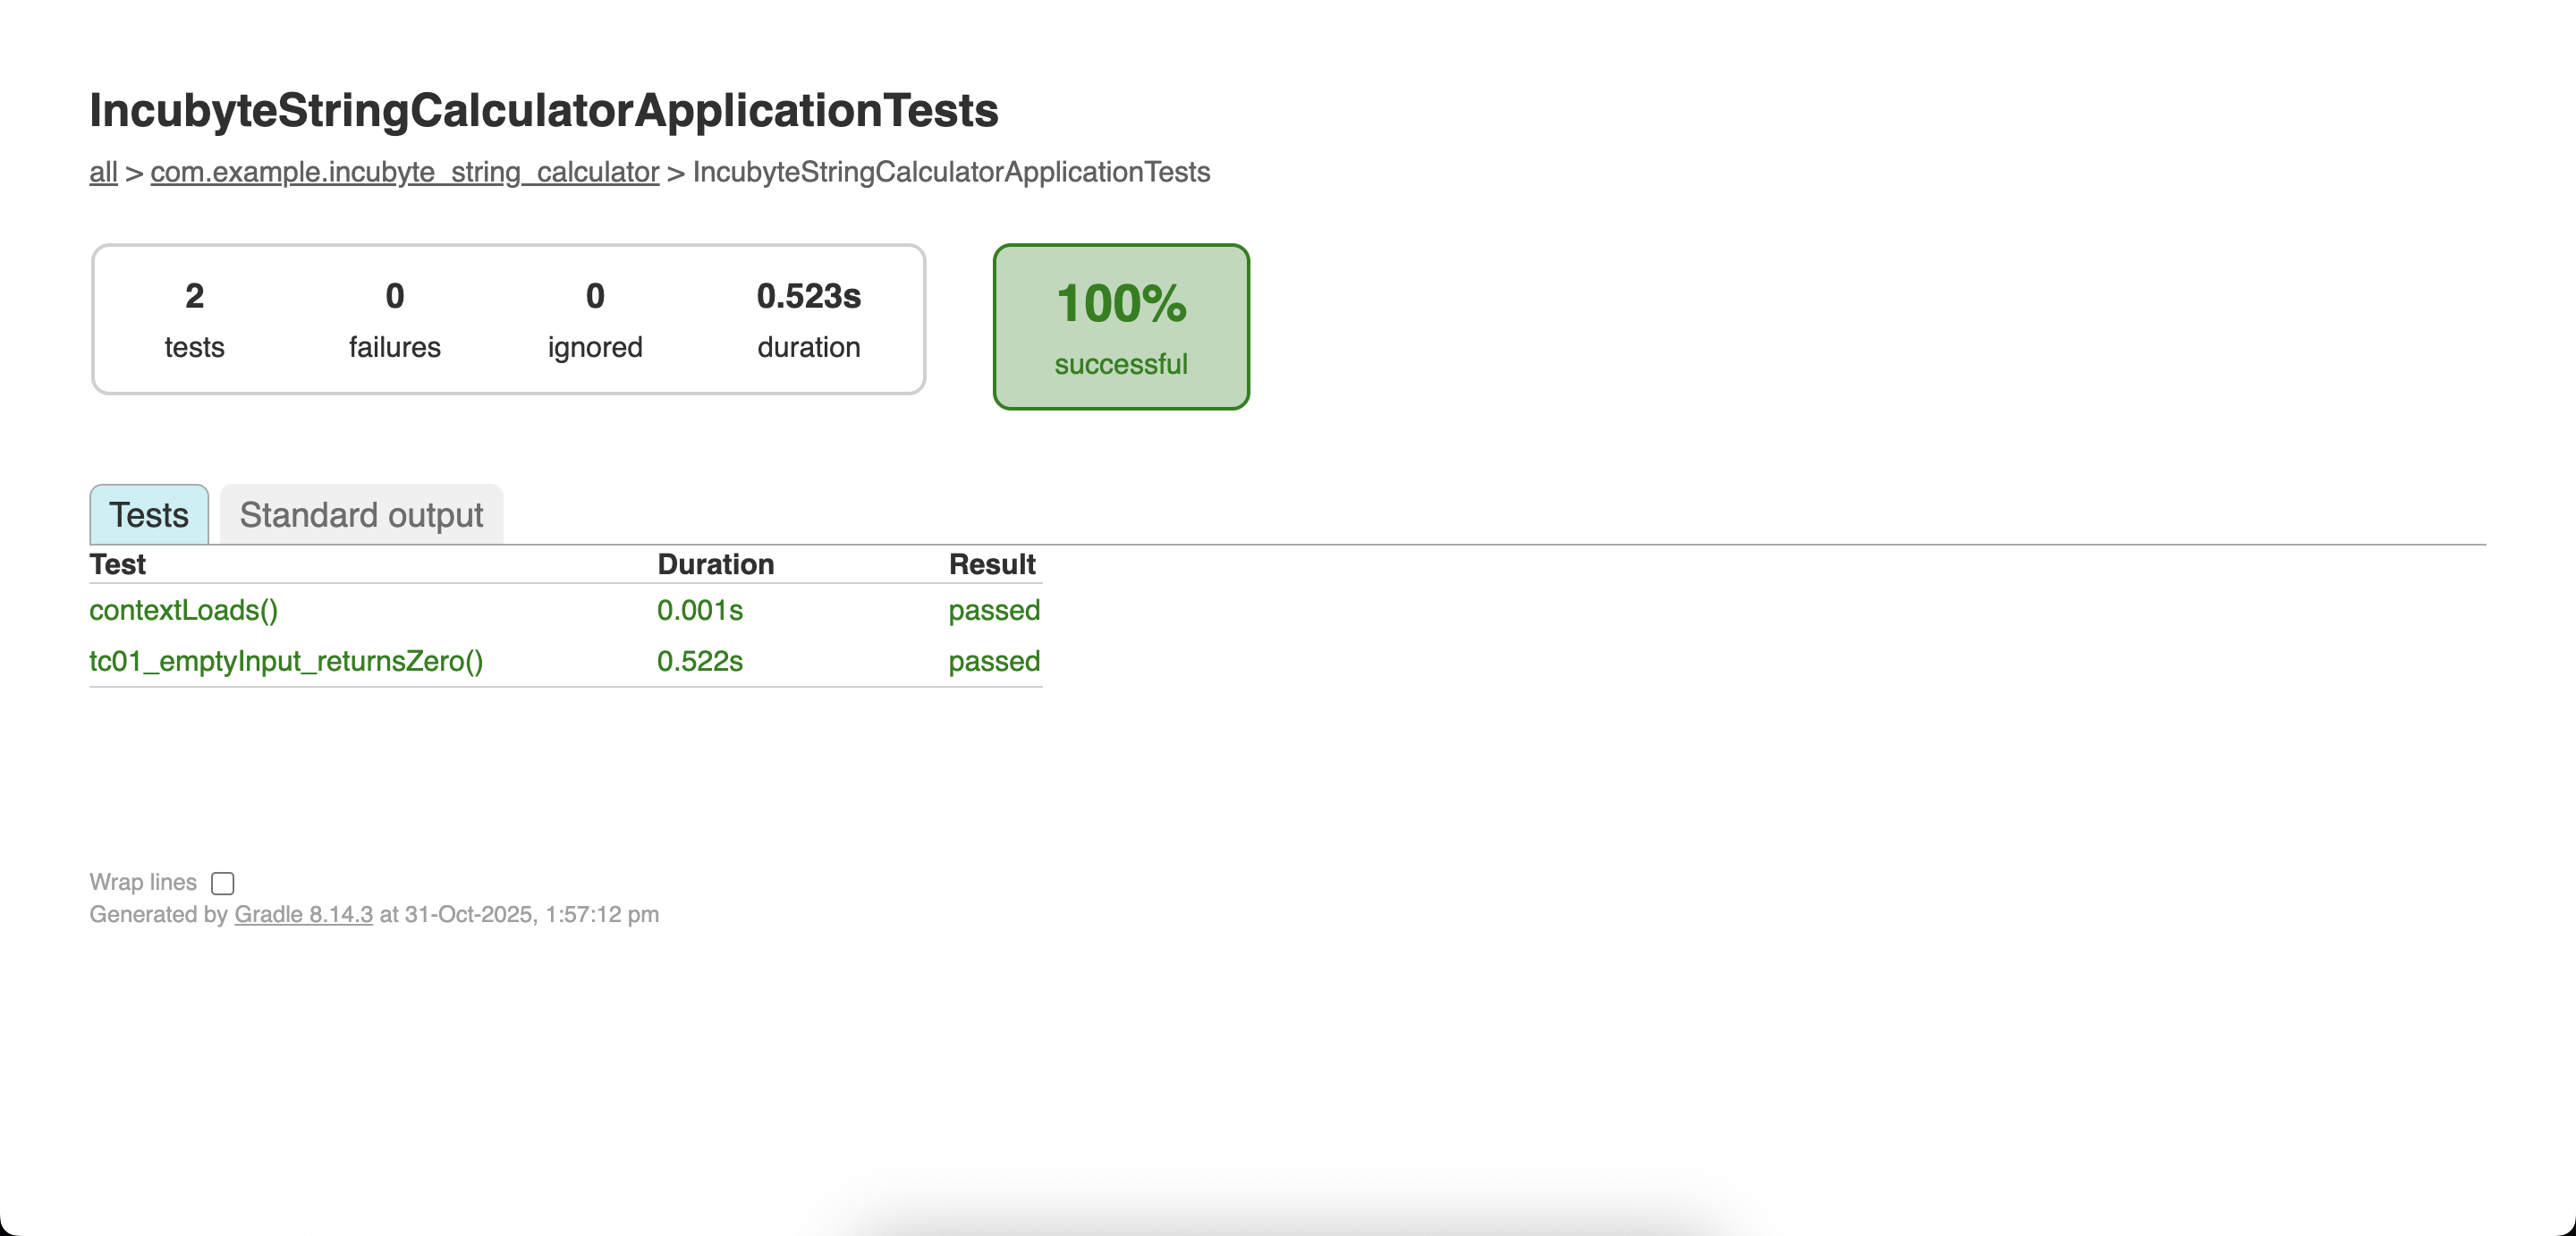 IncubyteStringCalculatorApplicationTests
all > com.example.incubyte_string_calculator > IncubyteStringCalculatorApplicationTests
2 0 0 0.523s 100%
tests failures ignored duration successful
Tests Standard output
Test Duration Result
contextLoads() 0.001s passed
tc01_emptyInput_returnsZero() 0.522s passed
Wrap lines
Generated by Gradle 8.14.3 at 31-Oct-2025, 1:57:12 pm